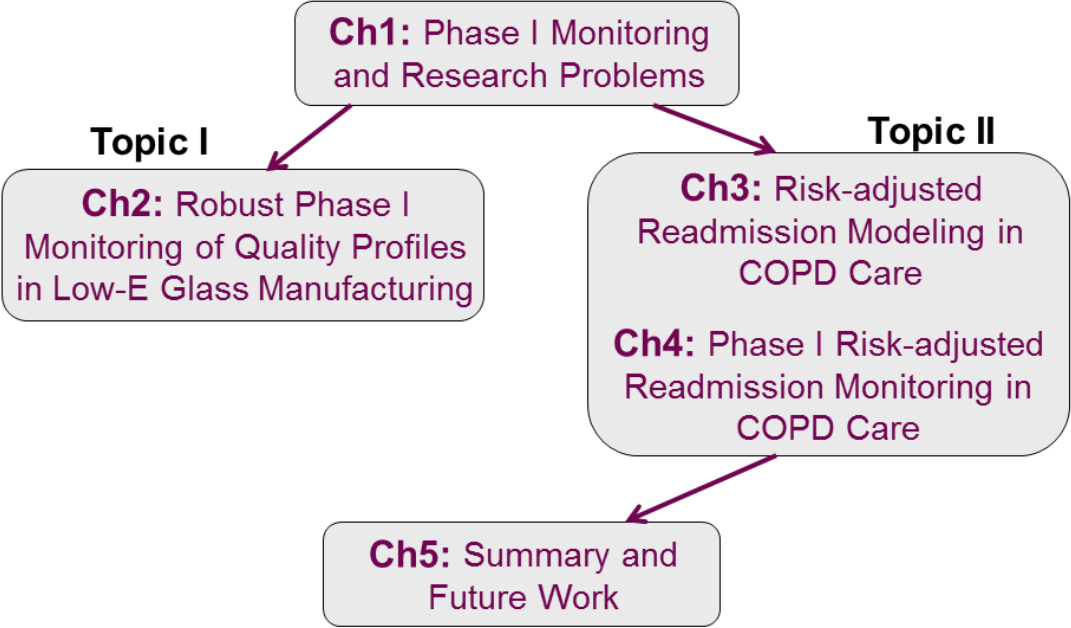 Ch1: Phase I Monitoring
and Research Problems
Topic I
Ch2: Robust Phase I
Monitoring of Quality Profiles
in Low-E Glass Manufacturing
Topic II
Ch3: Risk-adjusted
Readmission Modeling in
COPD Care
Ch4: Phase I Risk-adjusted
Readmission Monitoring in
COPD Care
Ch5: Summary and
Future Work